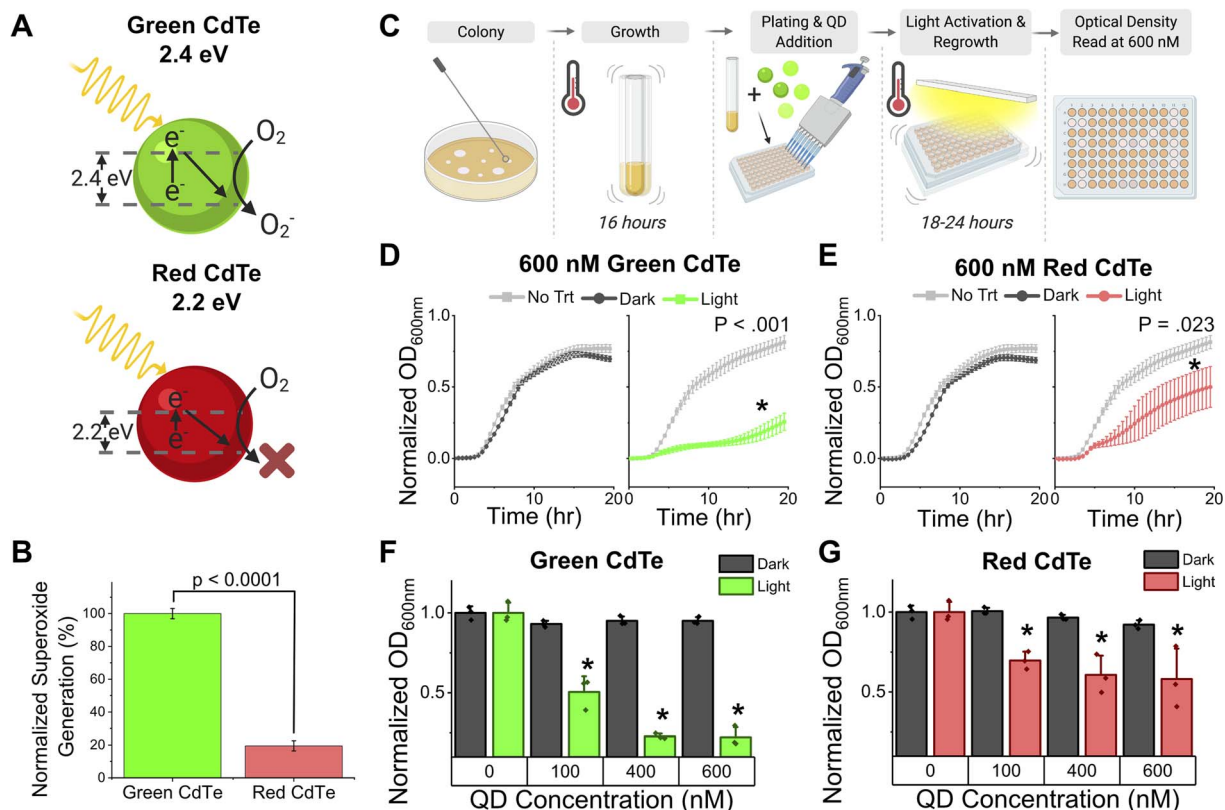 A
Green CdTe
2.4 eV
O₂
e⁻
2.4 eV
e⁻
O₂⁻
Red CdTe
2.2 eV
O₂
e⁻
2.2 eV
e⁻
B
p < 0.0001
Normalized Superoxide
Generation (%)
100
80
60
40
20
0
Green CdTe
Red CdTe
C
Colony
Growth
Plating & QD
Addition
Light Activation &
Regrowth
Optical Density
Read at 600 nM
+
16 hours
18-24 hours
D
600 nM Green CdTe
No Trt
Dark
Light
P < .001
Normalized OD600nm
1.0
0.5
0.0
*
0
10
20
0
10
20
Time (hr)
Time (hr)
E
600 nM Red CdTe
No Trt
Dark
Light
P = .023
Normalized OD600nm
1.0
0.5
0.0
*
0
10
20
0
10
20
Time (hr)
Time (hr)
F
Green CdTe
Dark
Light
Normalized OD600nm
1.0
0.5
*
*
*
0
100
400
600
QD Concentration (nM)
G
Red CdTe
Dark
Light
Normalized OD600nm
1.0
0.5
*
*
*
0
100
400
600
QD Concentration (nM)